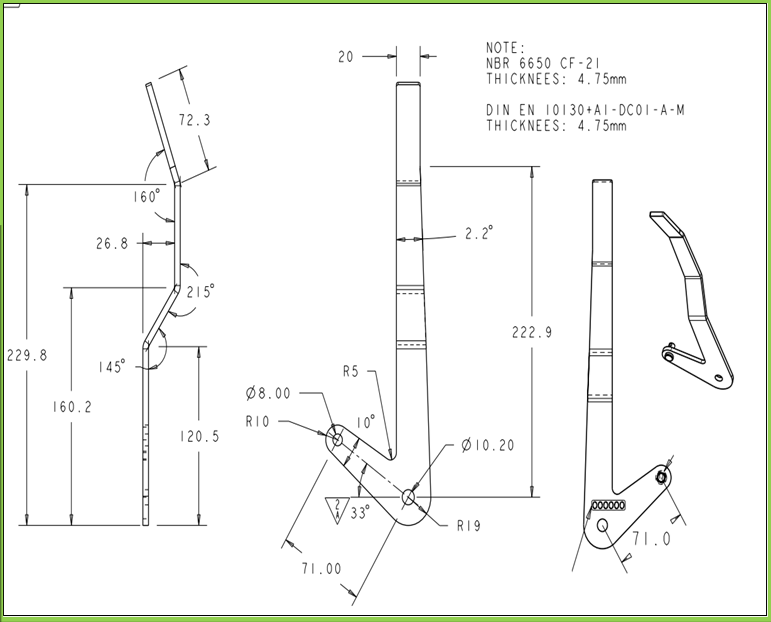 20
NOTE:
NBR 6650 CF-21
THICKNEES: 4.75mm
DIN EN 10130+A1-DC01-A-M
THICKNEES: 4.75mm
72.3
160°
26.8
2.2°
215°
222.9
229.8
145°
R5
160.2
Ø8.00
R10
10°
120.5
Ø10.20
2
A
33°
R19
71.00
71.0